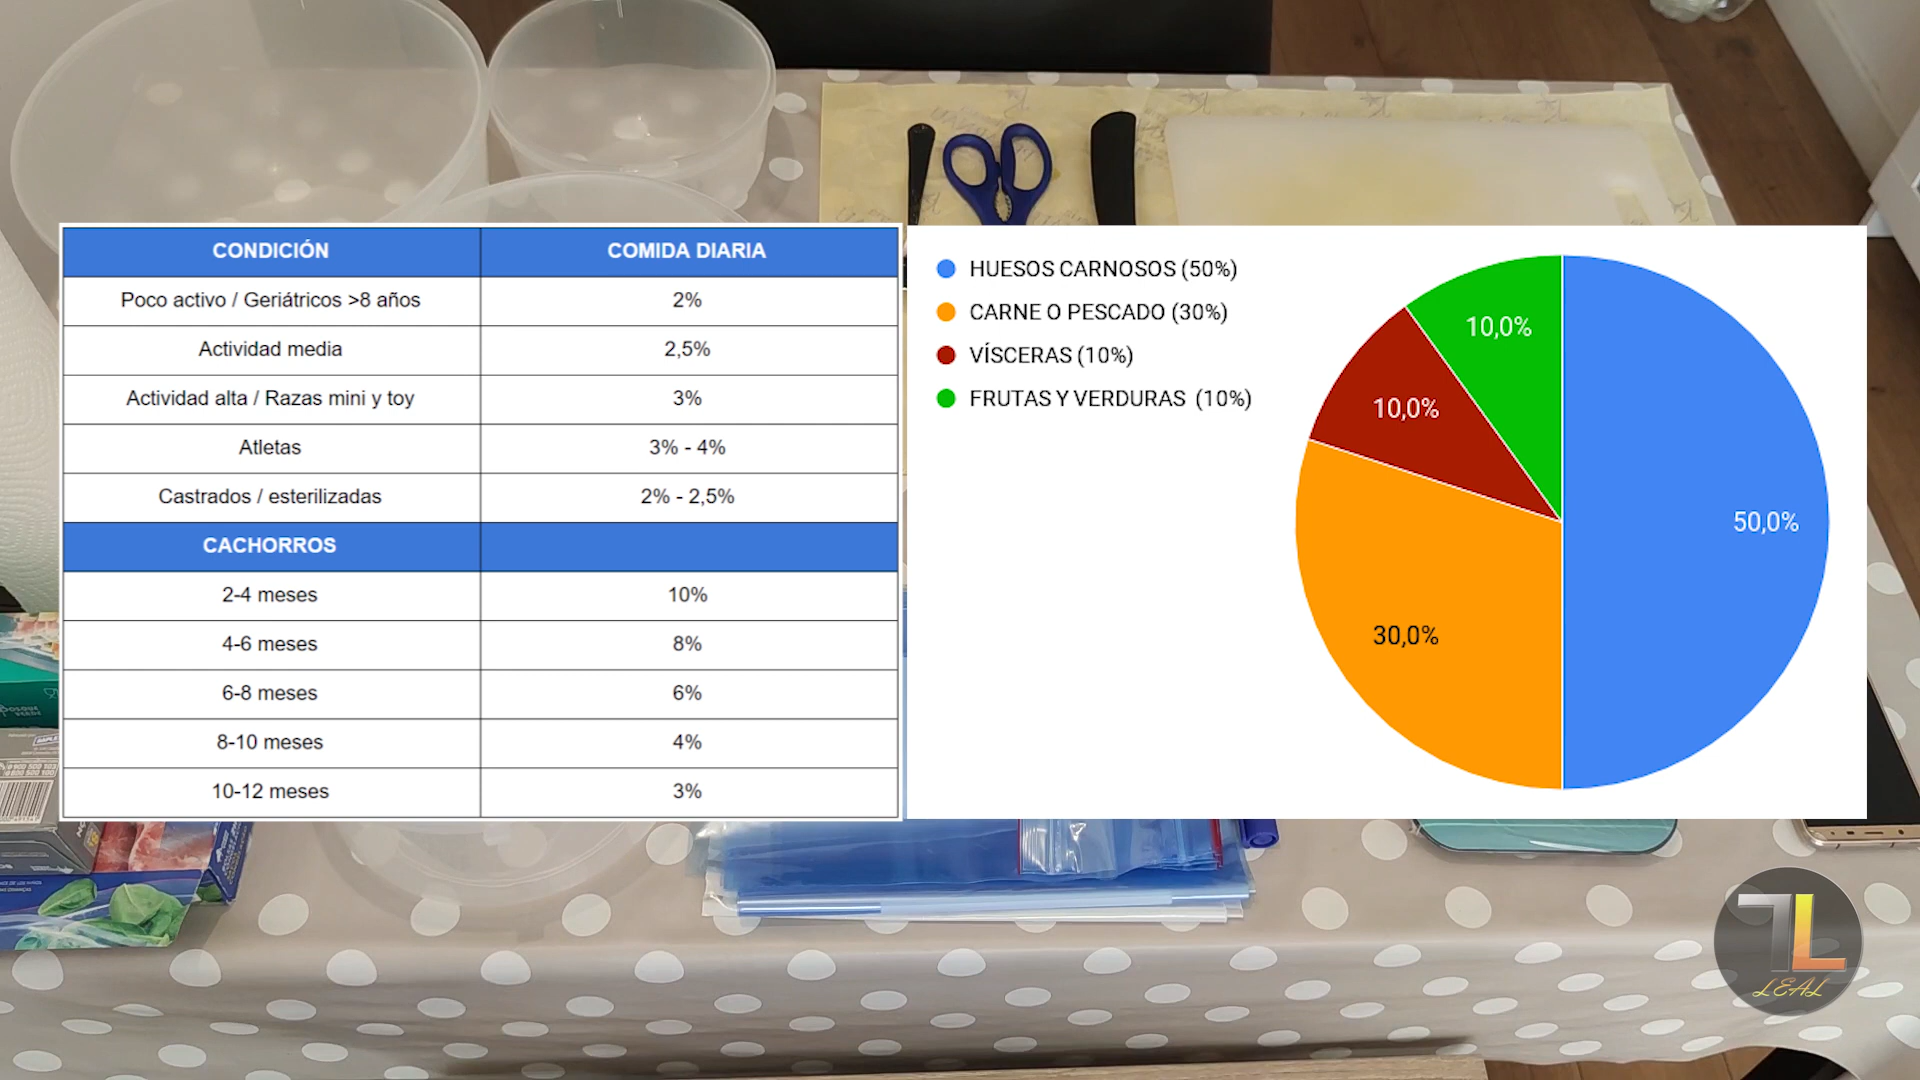 CONDICIÓN COMIDA DIARIA
Poco activo / Geriátricos >8 años 2%
Actividad media 2,5%
Actividad alta / Razas mini y toy 3%
Atletas 3% - 4%
Castrados / esterilizadas 2% - 2,5%
CACHORROS
2-4 meses 10%
4-6 meses 8%
6-8 meses 6%
8-10 meses 4%
10-12 meses 3%
HUESOS CARNOSOS (50%)
CARNE O PESCADO (30%)
VÍSCERAS (10%)
FRUTAS Y VERDURAS (10%)
10,0%
10,0%
50,0%
30,0%
TL
LEAL